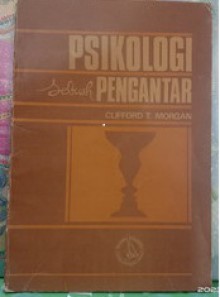 PSIKOLOGI
Sebuah PENGANTAR
CLIFFORD T. MORGAN